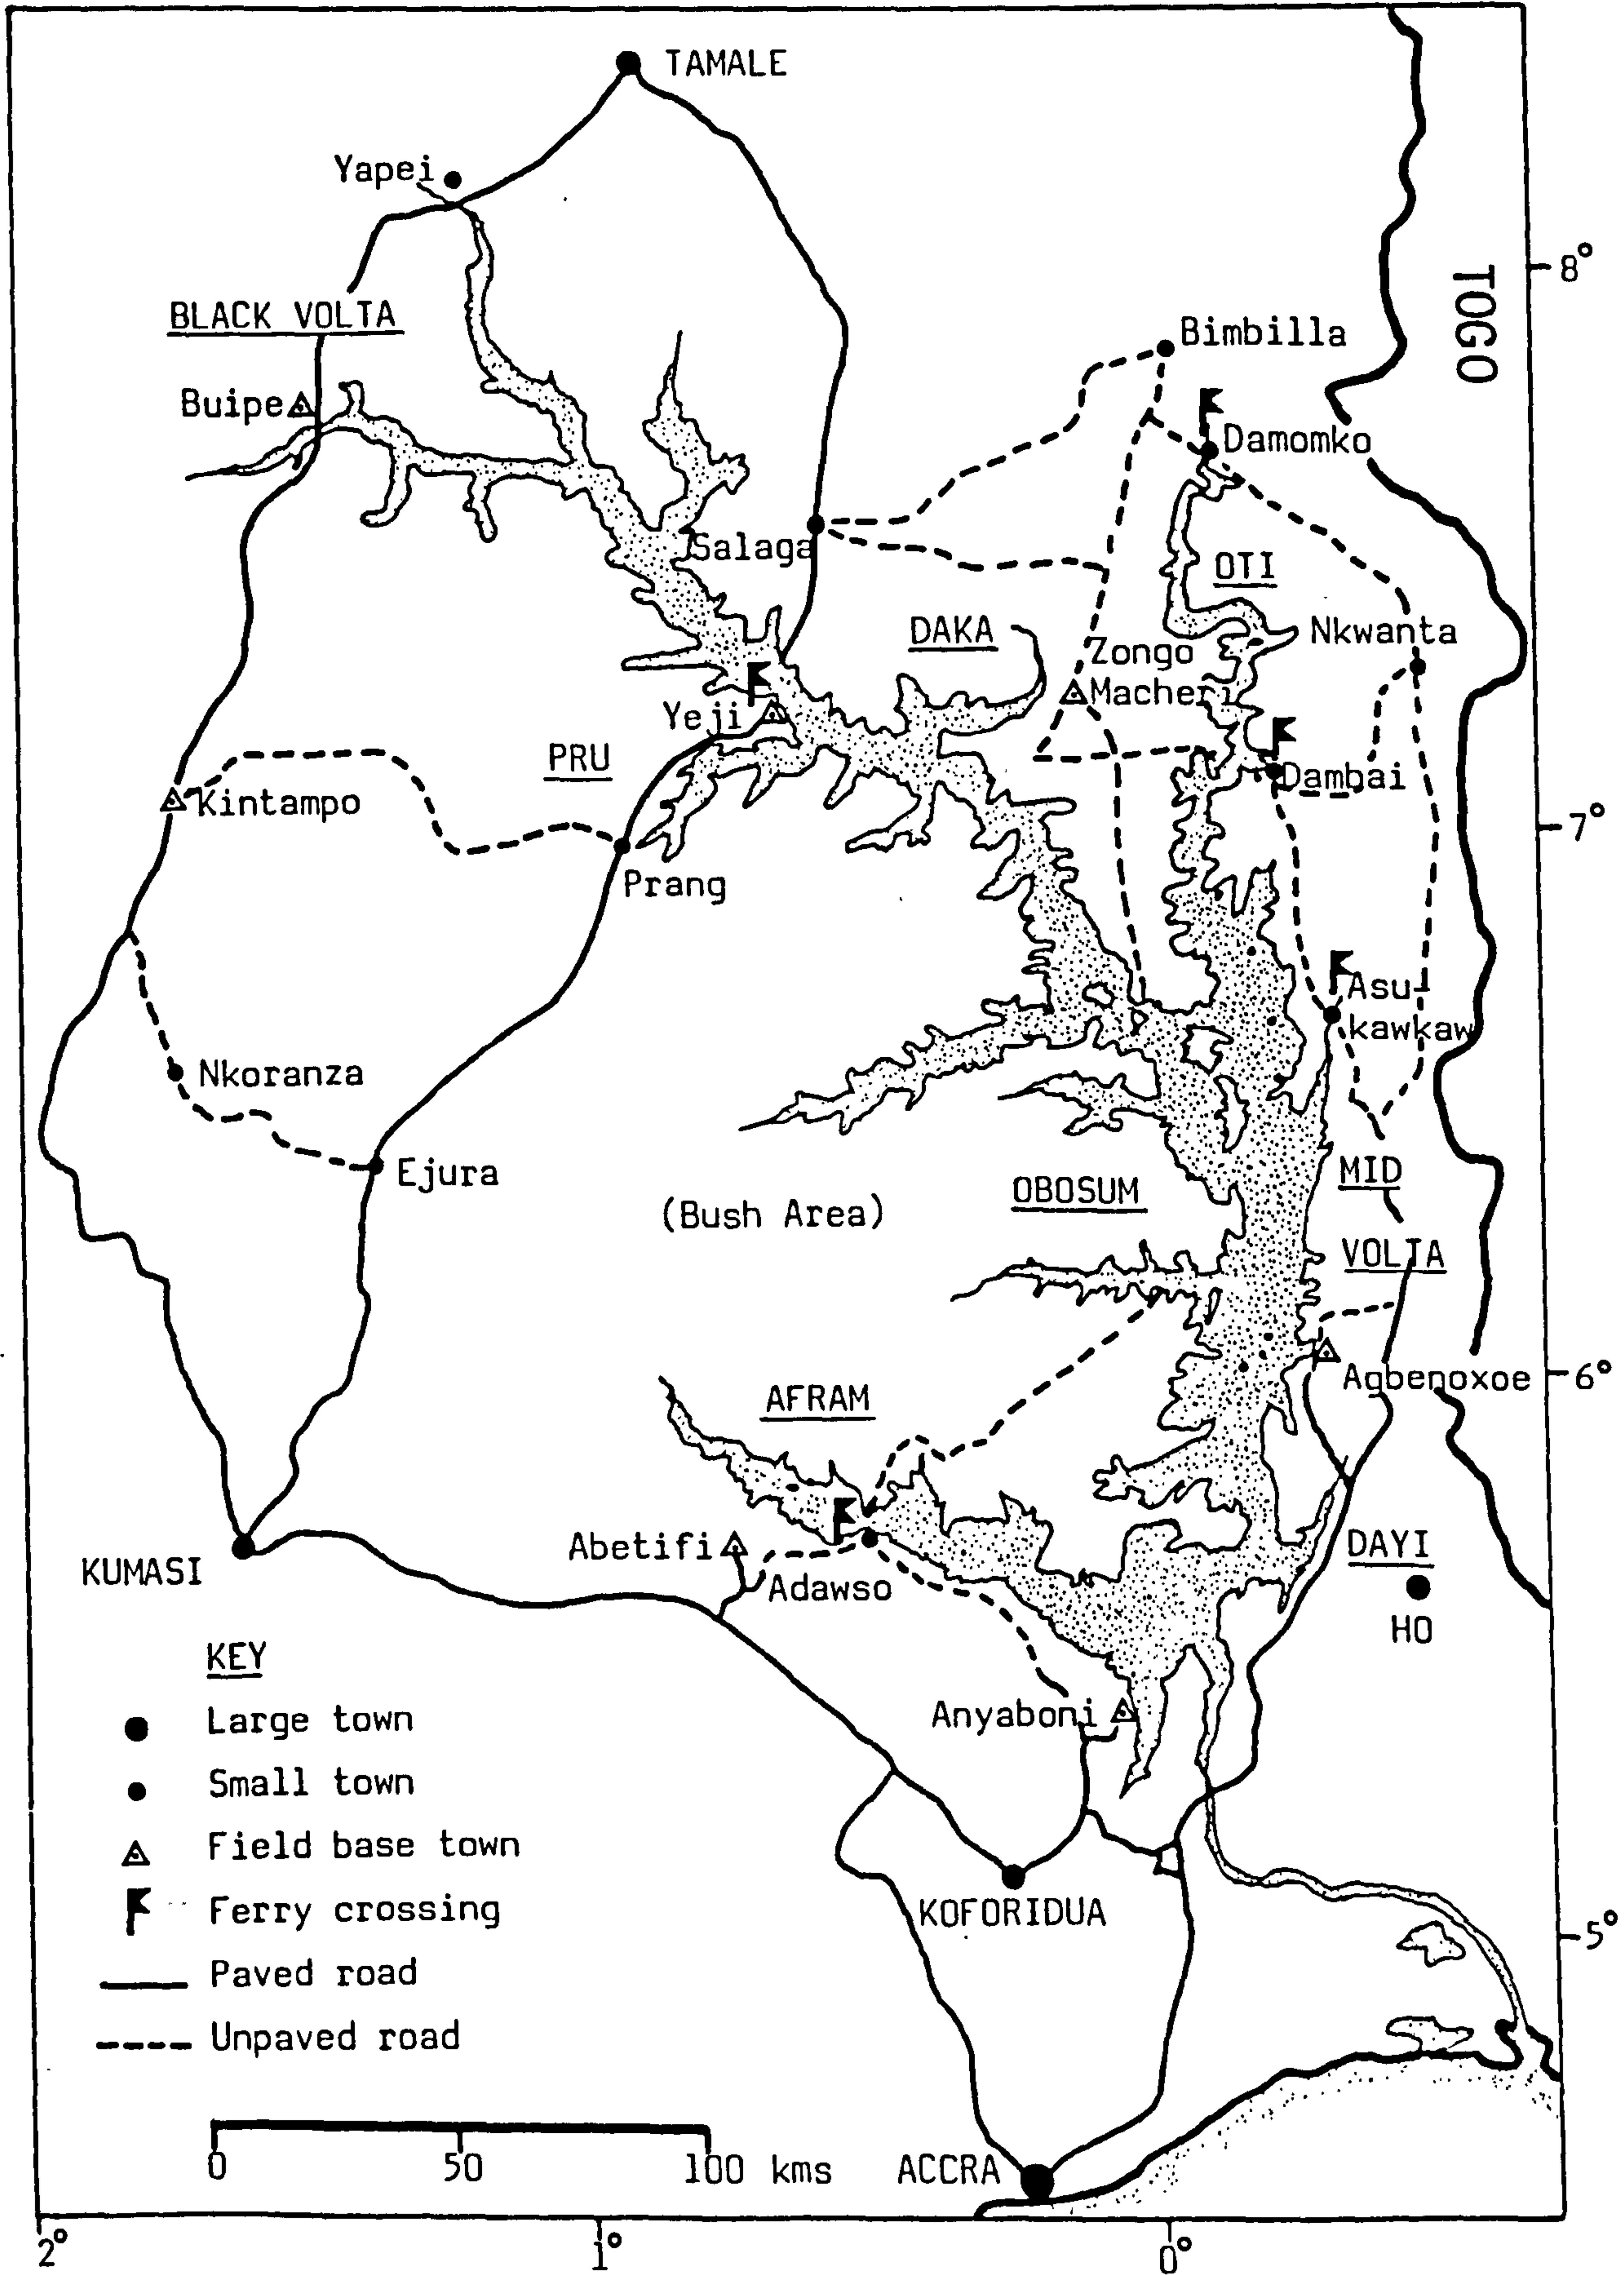 TAMALE
Yapei
8°
TOGO
BLACK VOLTA
Bimbilla
Buipe
Damomko
Salaga
OTI
DAKA
Nkwanta
Zongo
Macheri
Yeji
PRU
Dambai
Kintampo
7°
Prang
Asu-
kawkaw
Nkoranza
Ejura
MID
OBOSUM
(Bush Area)
VOLTA
Agbenoxoe
6°
AFRAM
Abetifi
DAYI
KUMASI
Adawso
HO
KEY
Anyaboni
Large town
Small town
Field base town
Ferry crossing
KOFORIDUA
5°
Paved road
Unpaved road
0
50
100 kms
ACCRA
2°
1°
0°